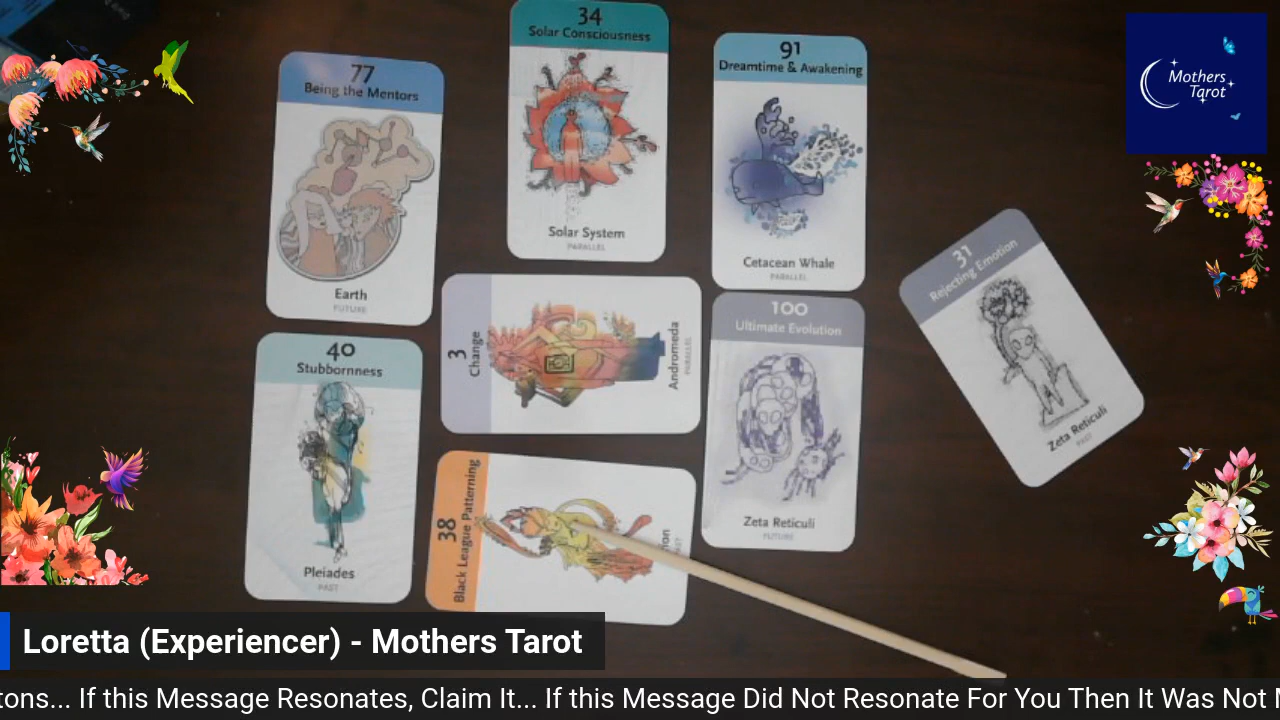 34
Solar Consciousness
Solar System
PARALLEL
77
Being the Mentors
Earth
FUTURE
91
Dreamtime & Awakening
Cetacean Whale
PARALLEL
Mothers
Tarot
31
Rejecting Emotion
Zeta Reticuli
PAST
40
Stubbornness
Pleiades
PAST
3
Change
Andromeda
PARALLEL
100
Ultimate Evolution
Zeta Reticuli
FUTURE
38
Black League Patterning
Loretta (Experiencer) - Mothers Tarot
If this Message Resonates, Claim It... If this Message Did Not Resonate For You Then It Was Not